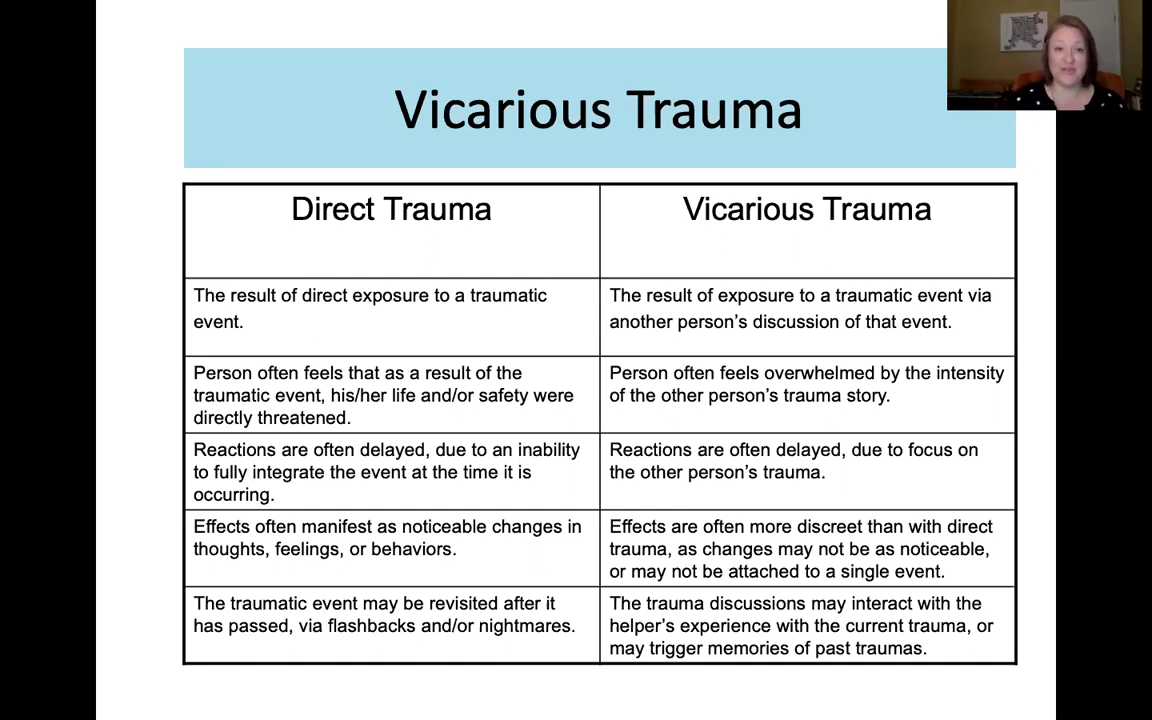 Vicarious Trauma
Direct Trauma
Vicarious Trauma
The result of direct exposure to a traumatic
event.
The result of exposure to a traumatic event via
another person’s discussion of that event.
Person often feels that as a result of the
traumatic event, his/her life and/or safety were
directly threatened.
Person often feels overwhelmed by the intensity
of the other person’s trauma story.
Reactions are often delayed, due to an inability
to fully integrate the event at the time it is
occurring.
Reactions are often delayed, due to focus on
the other person’s trauma.
Effects often manifest as noticeable changes in
thoughts, feelings, or behaviors.
Effects are often more discreet than with direct
trauma, as changes may not be as noticeable,
or may not be attached to a single event.
The traumatic event may be revisited after it
has passed, via flashbacks and/or nightmares.
The trauma discussions may interact with the
helper’s experience with the current trauma, or
may trigger memories of past traumas.